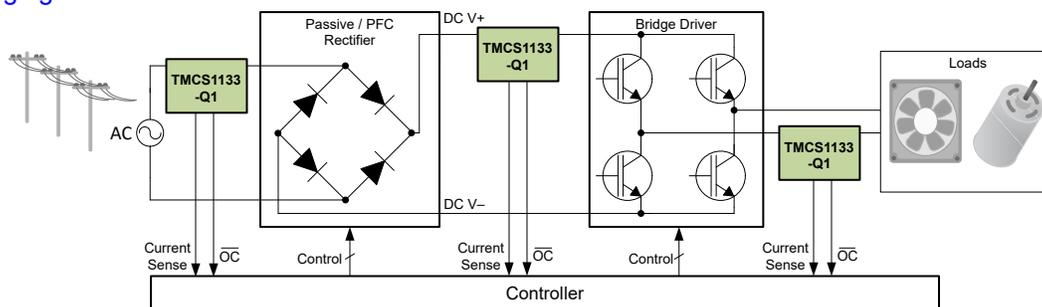 Passive / PFC
Rectifier
DC V+
TMCS1133
-Q1
Bridge Driver
TMCS1133
-Q1
Loads
AC
TMCS1133
-Q1
DC V–
Current
Sense
OC
Control
Current
Sense
OC
Control
Current
Sense
OC
Controller